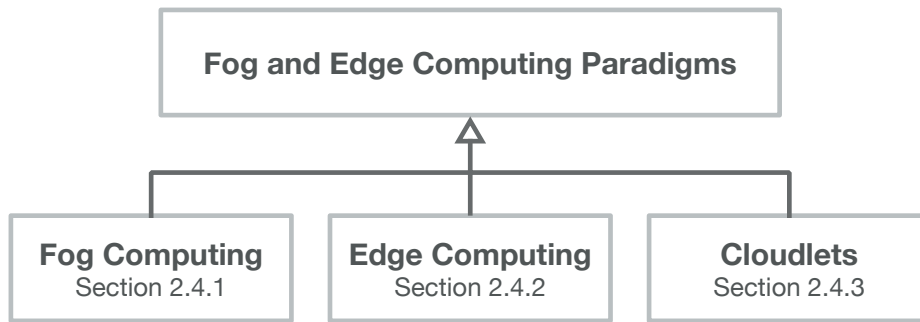 Fog and Edge Computing Paradigms
Fog Computing
Section 2.4.1
Edge Computing
Section 2.4.2
Cloudlets
Section 2.4.3